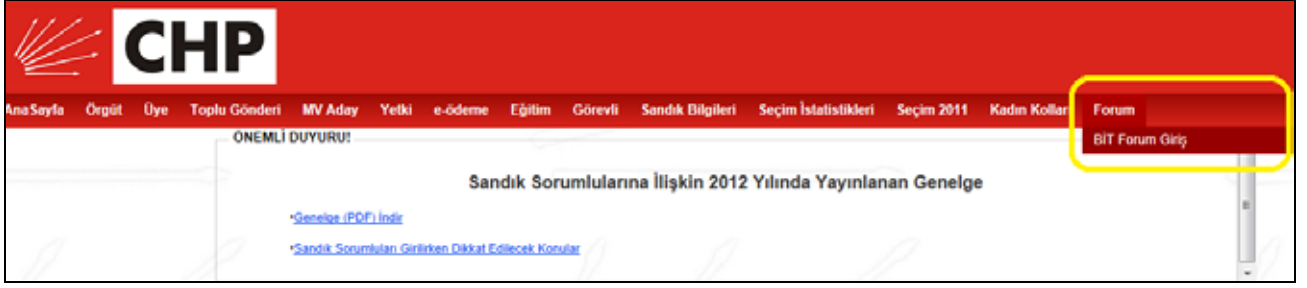 CHP
AnaSayfa Örgüt Üye Toplu Gönderi MV Aday Yetki e-ödeme Eğitim Görevli Sandık Bilgileri Seçim İstatistikleri Seçim 2011 Kadın Kolları Forum
BİT Forum Giriş
ÖNEMLİ DUYURU!
Sandık Sorumlularına İlişkin 2012 Yılında Yayınlanan Genelge
Genelge (PDF) İndir
Sandık Sorumluları Girilirken Dikkat Edilecek Konular